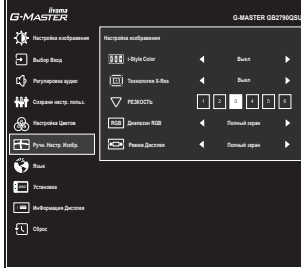 iiyama
G-MASTER
G-MASTER GB2790QSU
Настройка изображения
Выбор Вход
Регулировка аудио
Сохрани настр. польз.
Настройка Цветов
Ручн. Настр. Изобр.
Язык
Установка
ИнФормация Дисплея
Сброс
Настройка изображения
i-Style Color
Выкл
Технология X-Res
Выкл
РЕЗКОСТЬ
1 2 3 4 5 6
RGB Диапазон RGB
Полный экран
Режим Дисплея
Полный экран